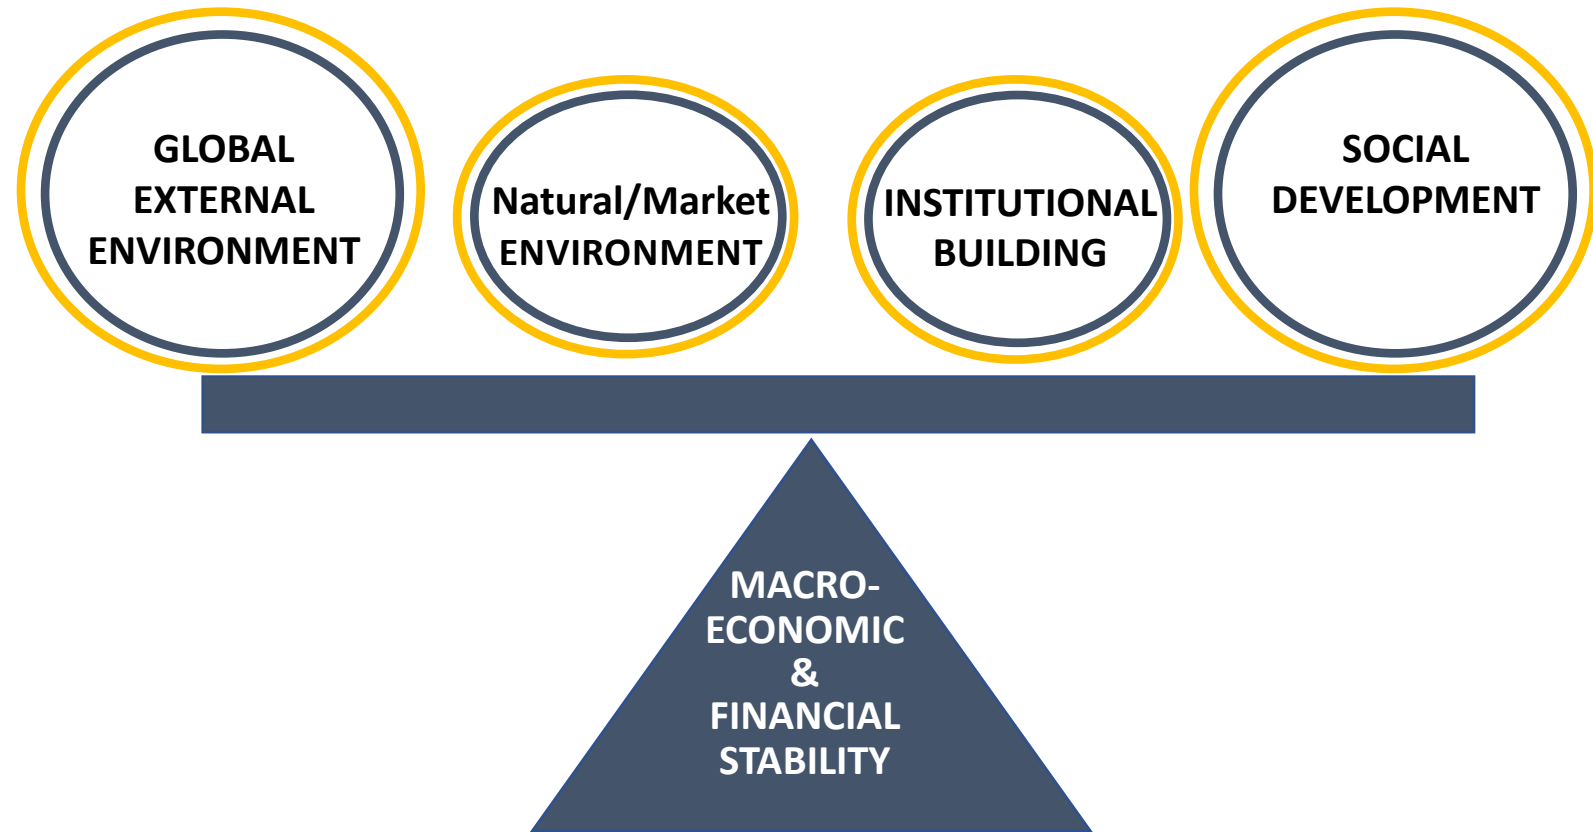 GLOBAL
EXTERNAL
ENVIRONMENT
Natural/Market
ENVIRONMENT
INSTITUTIONAL
BUILDING
SOCIAL
DEVELOPMENT
MACRO-
ECONOMIC
&
FINANCIAL
STABILITY